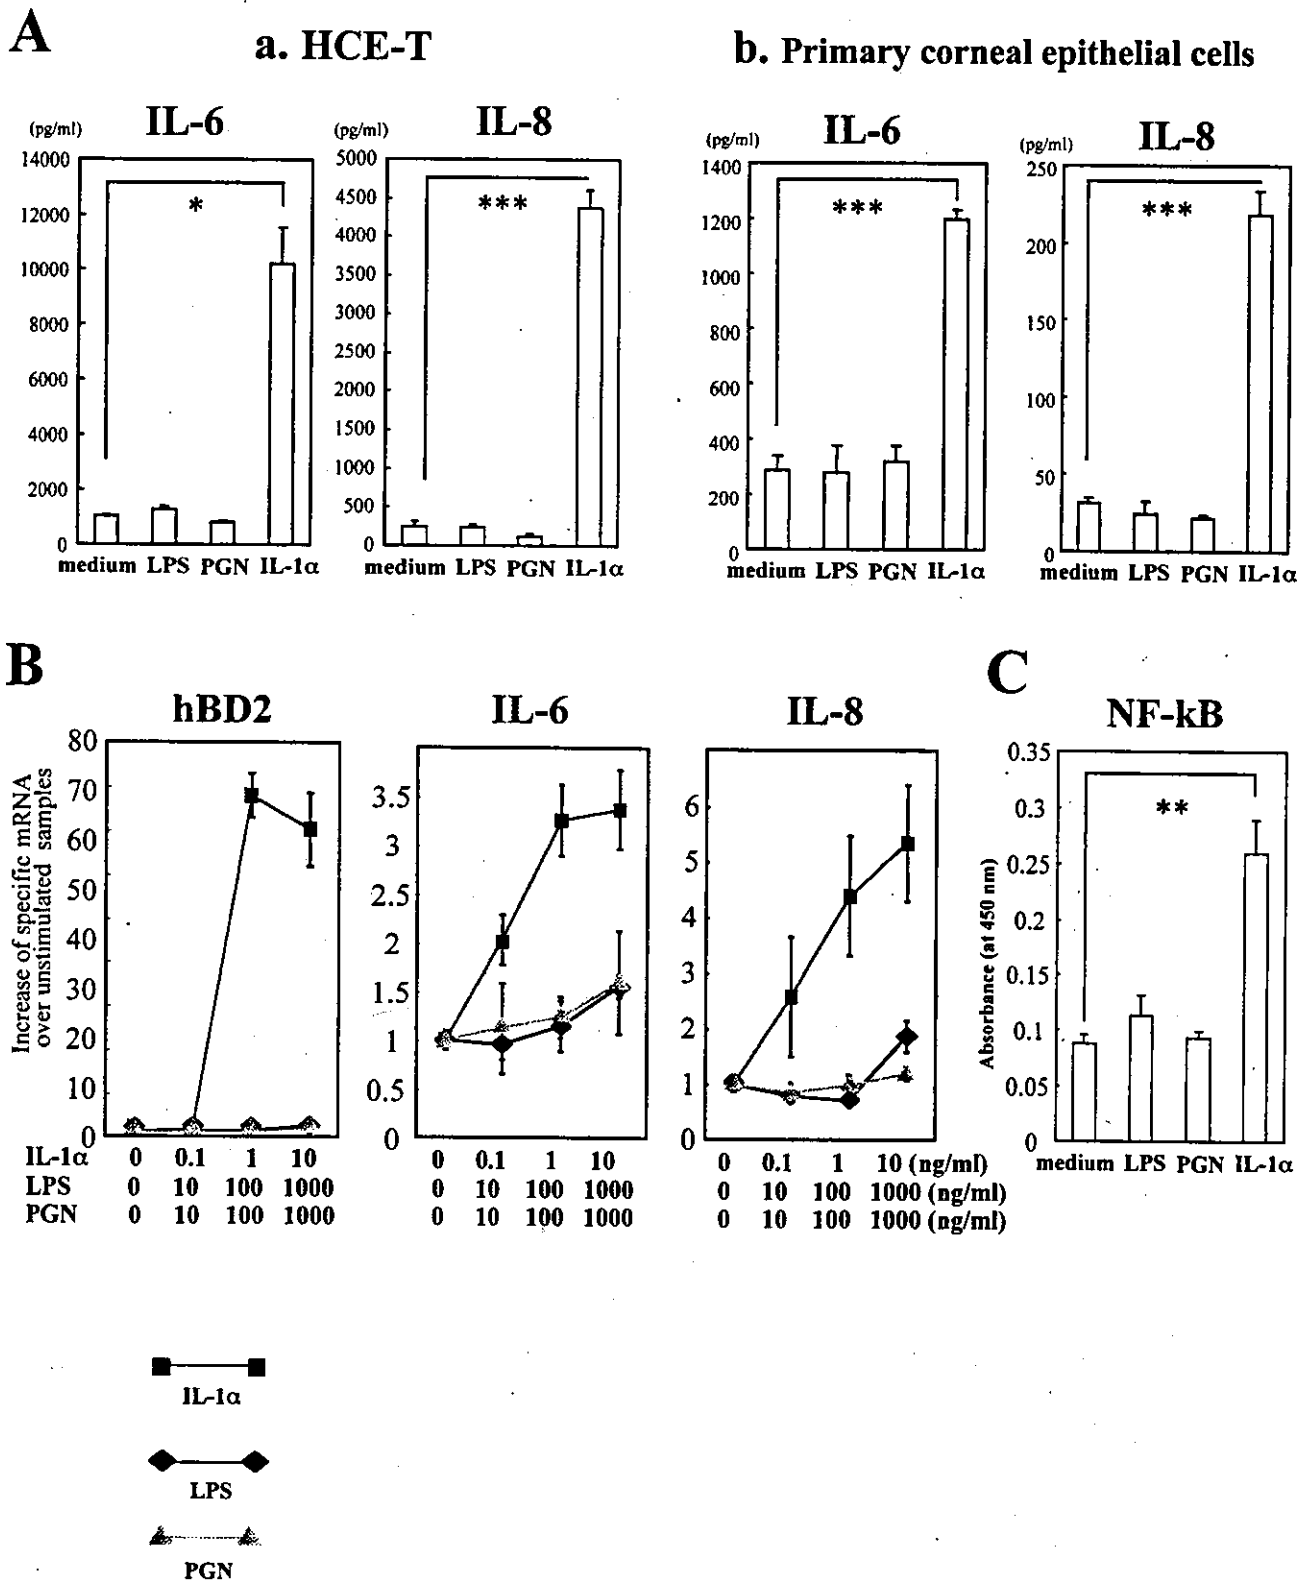 A
a. HCE-T
b. Primary corneal epithelial cells
IL-6
(pg/ml)
14000
12000
10000
8000
6000
4000
2000
0
*
medium LPS PGN IL-1α
IL-8
(pg/ml)
5000
4500
4000
3500
3000
2500
2000
1500
1000
500
0
***
medium LPS PGN IL-1α
IL-6
(pg/ml)
1400
1200
1000
800
600
400
200
0
***
medium LPS PGN IL-1α
IL-8
(pg/ml)
250
200
150
100
50
0
***
medium LPS PGN IL-1α
B
hBD2
Increase of specific mRNA
over unstimulated samples
80
70
60
50
40
30
20
10
0
IL-6
3.5
3
2.5
2
1.5
1
0.5
0
IL-8
6
5
4
3
2
1
0
IL-1α 0 0.1 1 10 0 0.1 1 10 0 0.1 1 10 (ng/ml)
LPS 0 10 100 1000 0 10 100 1000 0 10 100 1000 (ng/ml)
PGN 0 10 100 1000 0 10 100 1000 0 10 100 1000 (ng/ml)
C
NF-kB
Absorbance (at 450 nm)
0.35
0.3
0.25
0.2
0.15
0.1
0.05
0
**
medium LPS PGN IL-1α
IL-1α
LPS
PGN